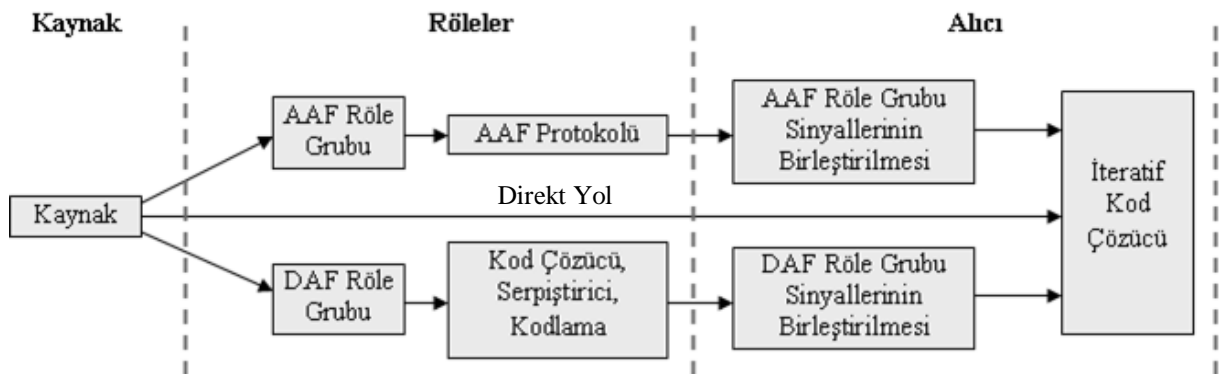 Kaynak
Röleler
Alıcı
AAF Röle
Grubu
AAF Protokolü
AAF Röle Grubu
Sinyallerinin
Birleştirilmesi
İteratif
Kod
Çözücü
Direkt Yol
Kaynak
DAF Röle
Grubu
Kod Çözücü,
Serpiştirici,
Kodlama
DAF Röle Grubu
Sinyallerinin
Birleştirilmesi